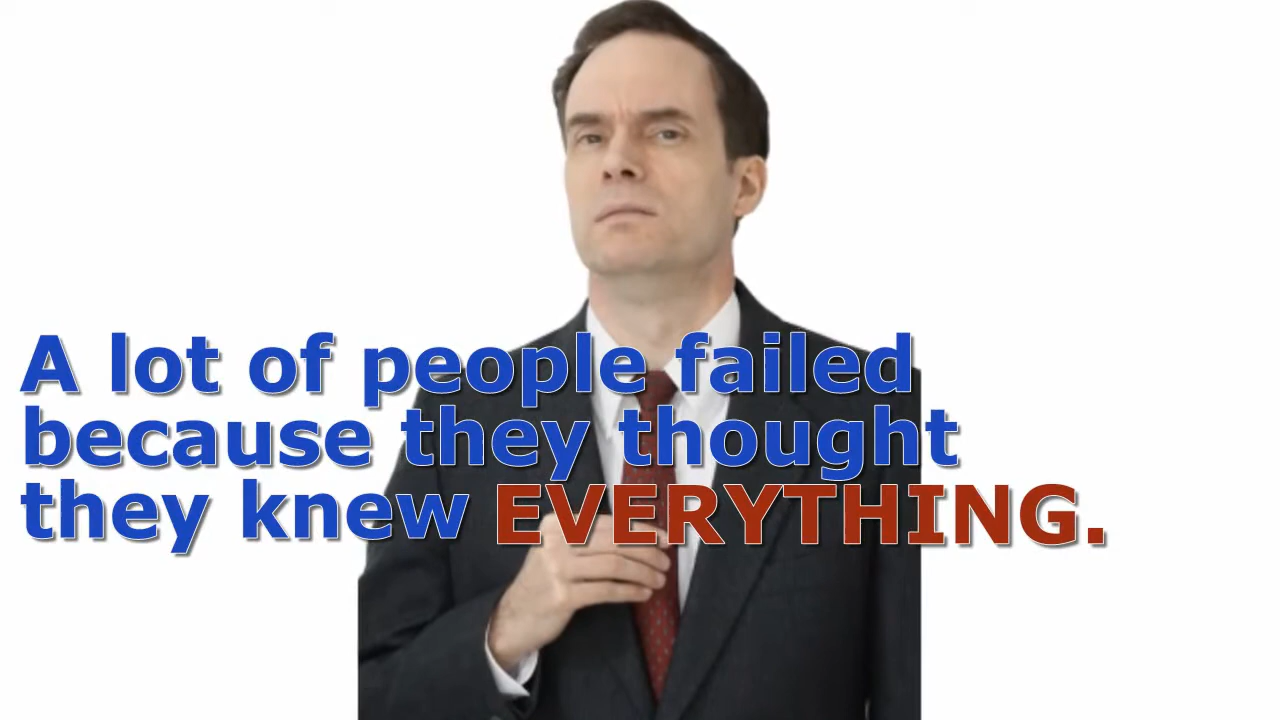 A lot of people failed
because they thought
they knew EVERYTHING.